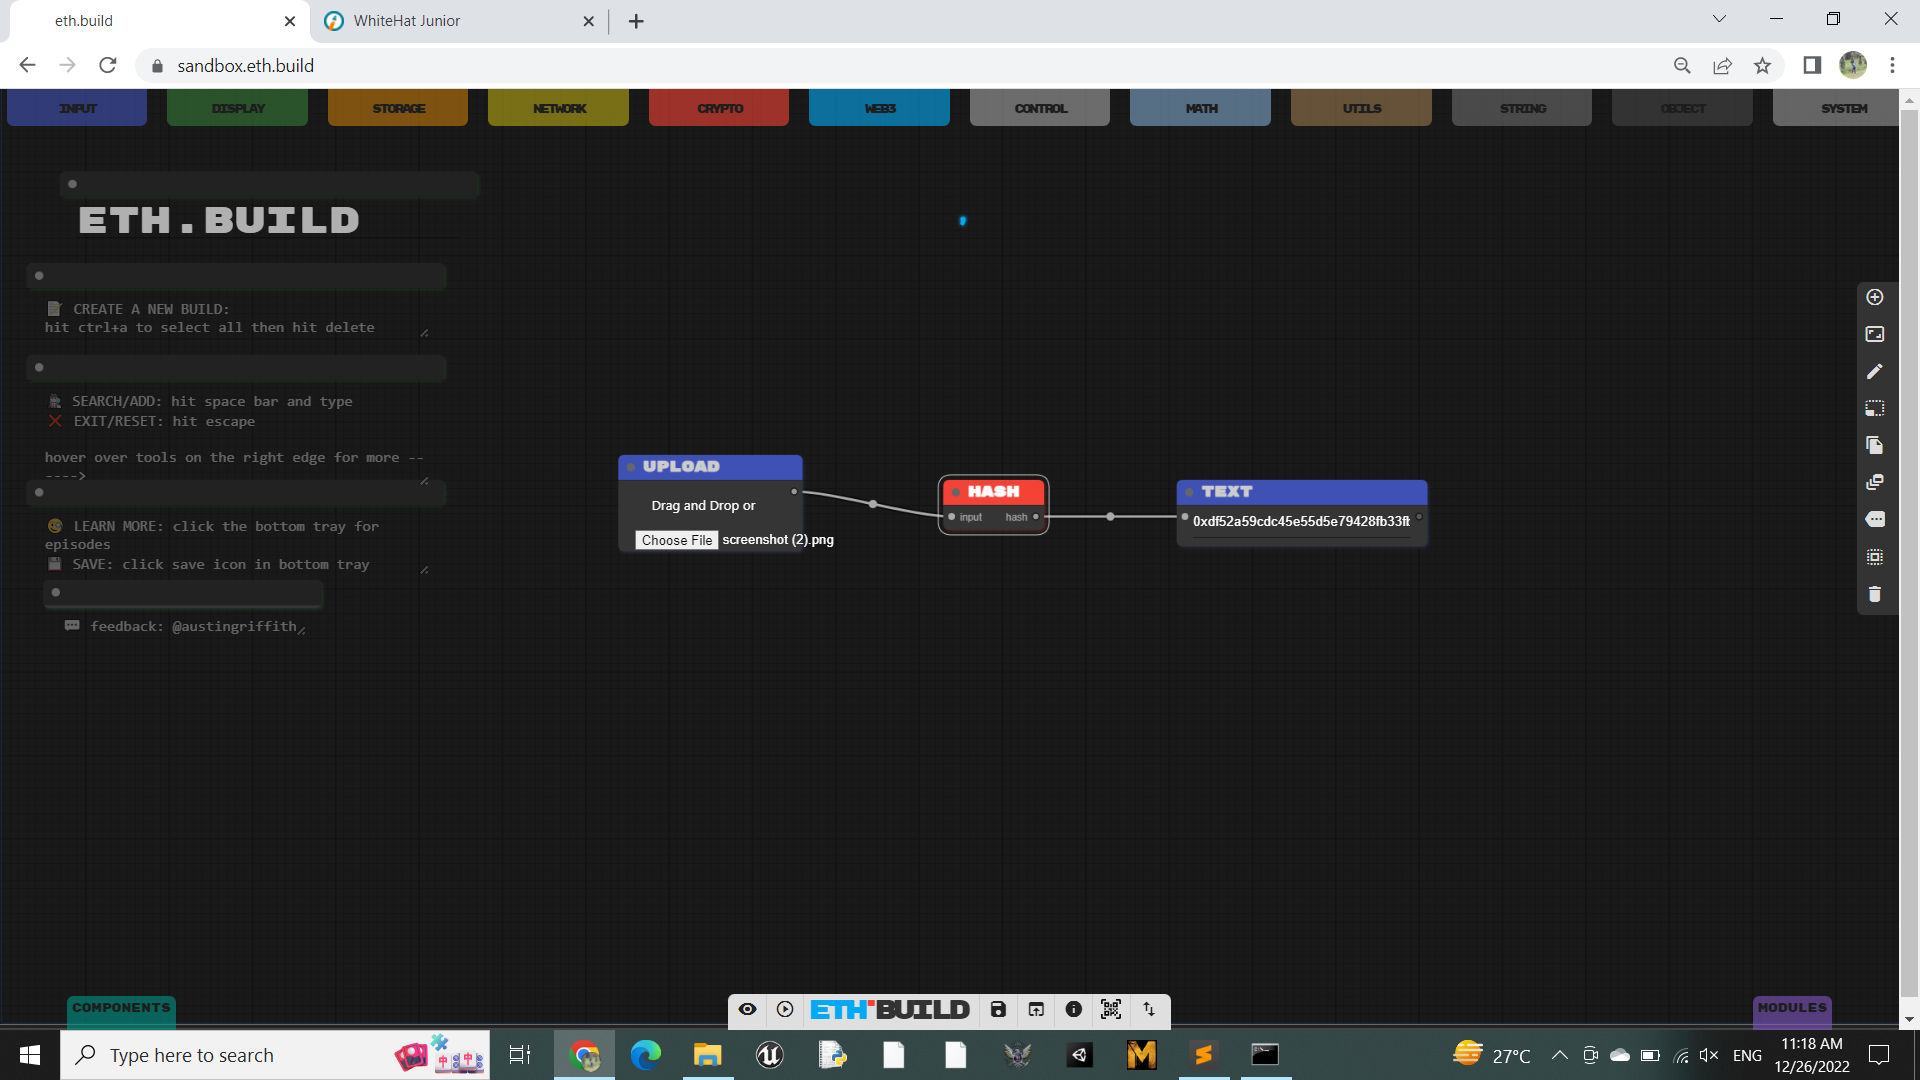 eth.build
WhiteHat Junior
sandbox.eth.build
INPUT DISPLAY STORAGE NETWORK CRYPTO WEB3 CONTROL MATH UTILS STRING OBJECT SYSTEM
ETH.BUILD
CREATE A NEW BUILD:
hit ctrl+a to select all then hit delete
SEARCH/ADD: hit space bar and type
EXIT/RESET: hit escape
hover over tools on the right edge for more --
---->
LEARN MORE: click the bottom tray for
episodes
SAVE: click save icon in bottom tray
feedback: @austingriffith
UPLOAD
Drag and Drop or
Choose File screenshot (2).png
HASH
input hash
TEXT
0xdf52a59cdc45e55d5e79428fb33ft
COMPONENTS
ETH BUILD
MODULES
Type here to search
27°C
ENG
11:18 AM
12/26/2022